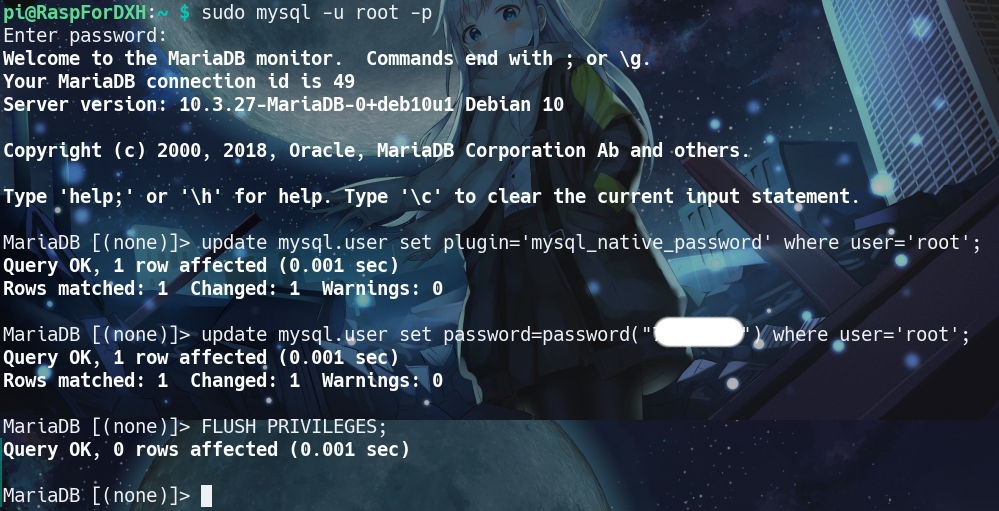 pi@RaspForDXH:~ $ sudo mysql -u root -p
Enter password:
Welcome to the MariaDB monitor.  Commands end with ; or \g.
Your MariaDB connection id is 49
Server version: 10.3.27-MariaDB-0+deb10u1 Debian 10
Copyright (c) 2000, 2018, Oracle, MariaDB Corporation Ab and others.
Type 'help;' or '\h' for help. Type '\c' to clear the current input statement.
MariaDB [(none)]> update mysql.user set plugin='mysql_native_password' where user='root';
Query OK, 1 row affected (0.001 sec)
Rows matched: 1  Changed: 1  Warnings: 0
MariaDB [(none)]> update mysql.user set password=password("") where user='root';
Query OK, 1 row affected (0.001 sec)
Rows matched: 1  Changed: 1  Warnings: 0
MariaDB [(none)]> FLUSH PRIVILEGES;
Query OK, 0 rows affected (0.001 sec)
MariaDB [(none)]>